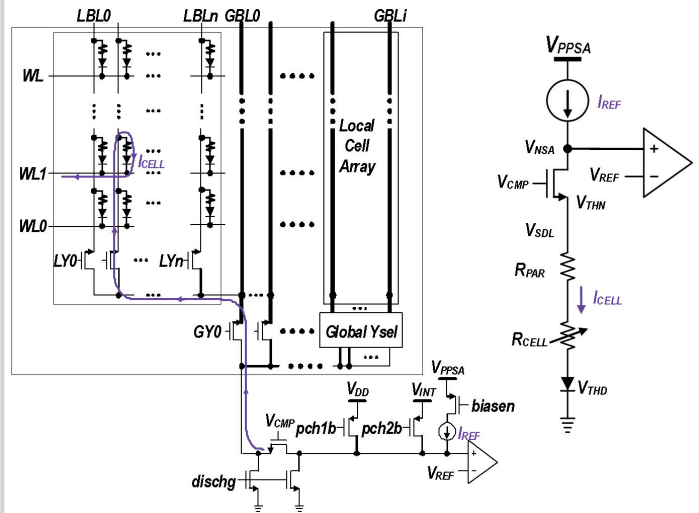 LBL0 LBLn GBL0 GBLi
WL
WL1
WL0
ICELL
Local
Cell
Array
LY0 LYn
GY0
Global Ysel
VCMP
dischg
VDD
pch1b
VINT
pch2b
VPPSA
biasen
IREF
VREF
+
−
VPPSA
IREF
VNSA
VCMP
VTHN
VREF
+
−
VSDL
RPAR
ICELL
RCELL
VTHD